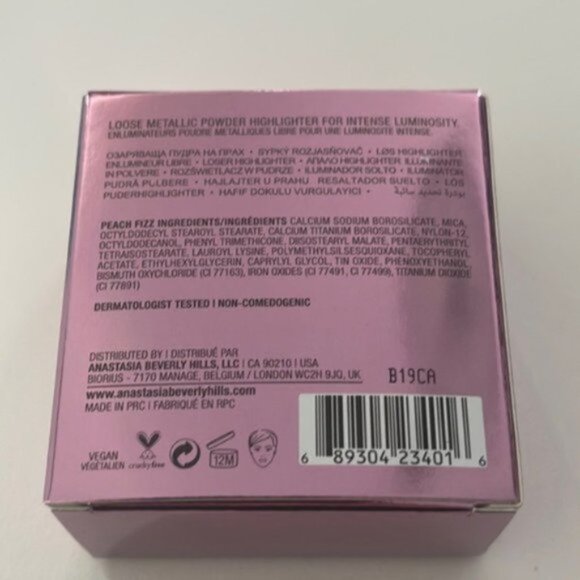 LOOSE METALLIC POWDER HIGHLIGHTER FOR INTENSE LUMINOSITY
ENLUMINATEURS POUDRE METALLIQUES LIBRE POUR UNE LUMINOSITE INTENSE.
ОЗАРЯВАЩА ПУДРА НА ПРАХ • SYPKÝ ROZJASŇOVAČ • LØS HIGHLIGHTER
ENLUMINEUR LIBRE • LOSER HIGHLIGHTER • ΑΠΑΛΟ HIGHLIGHTER ILLUMINANTE
IN POLVERE • ROZŚWIETLACZ W PUDRZE • ILUMINADOR SOLTO • ILUMINATOR
PUDRĂ PULBERE • HAJLAJTER U PRAHU RESALTADOR SUELTO • LÖS
PUDERHIGHLIGHTER • HAFIF DOKULU VURGULAYICI • بودرة تحديد سائبة
PEACH FIZZ INGREDIENTS/INGRÉDIENTS CALCIUM SODIUM BOROSILICATE, MICA,
OCTYLDODECYL STEAROYL STEARATE, CALCIUM TITANIUM BOROSILICATE, NYLON-12,
OCTYLDODECANOL, PHENYL TRIMETHICONE, DIISOSTEARYL MALATE, PENTAERYTHRITYL
TETRAISOSTEARATE, LAUROYL LYSINE, POLYMETHYLSILSESQUIOXANE, TOCOPHERYL
ACETATE, ETHYLHEXYLGLYCERIN, CAPRYLYL GLYCOL, TIN OXIDE, PHENOXYETHANOL,
BISMUTH OXYCHLORIDE (CI 77163), IRON OXIDES (CI 77491, CI 77499), TITANIUM DIOXIDE
(CI 77891)
DERMATOLOGIST TESTED | NON-COMEDOGENIC
DISTRIBUTED BY | DISTRIBUÉ PAR
ANASTASIA BEVERLY HILLS, LLC | CA 90210 | USA
BIORIUS - 7170 MANAGE, BELGIUM / LONDON WC2H 9JQ, UK
B19CA
www.anastasiabeverlyhills.com
MADE IN PRC | FABRIQUÉ EN RPC
VEGAN
VÉGÉTALIEN
crueltyfree
12M
6 89304 23401 6